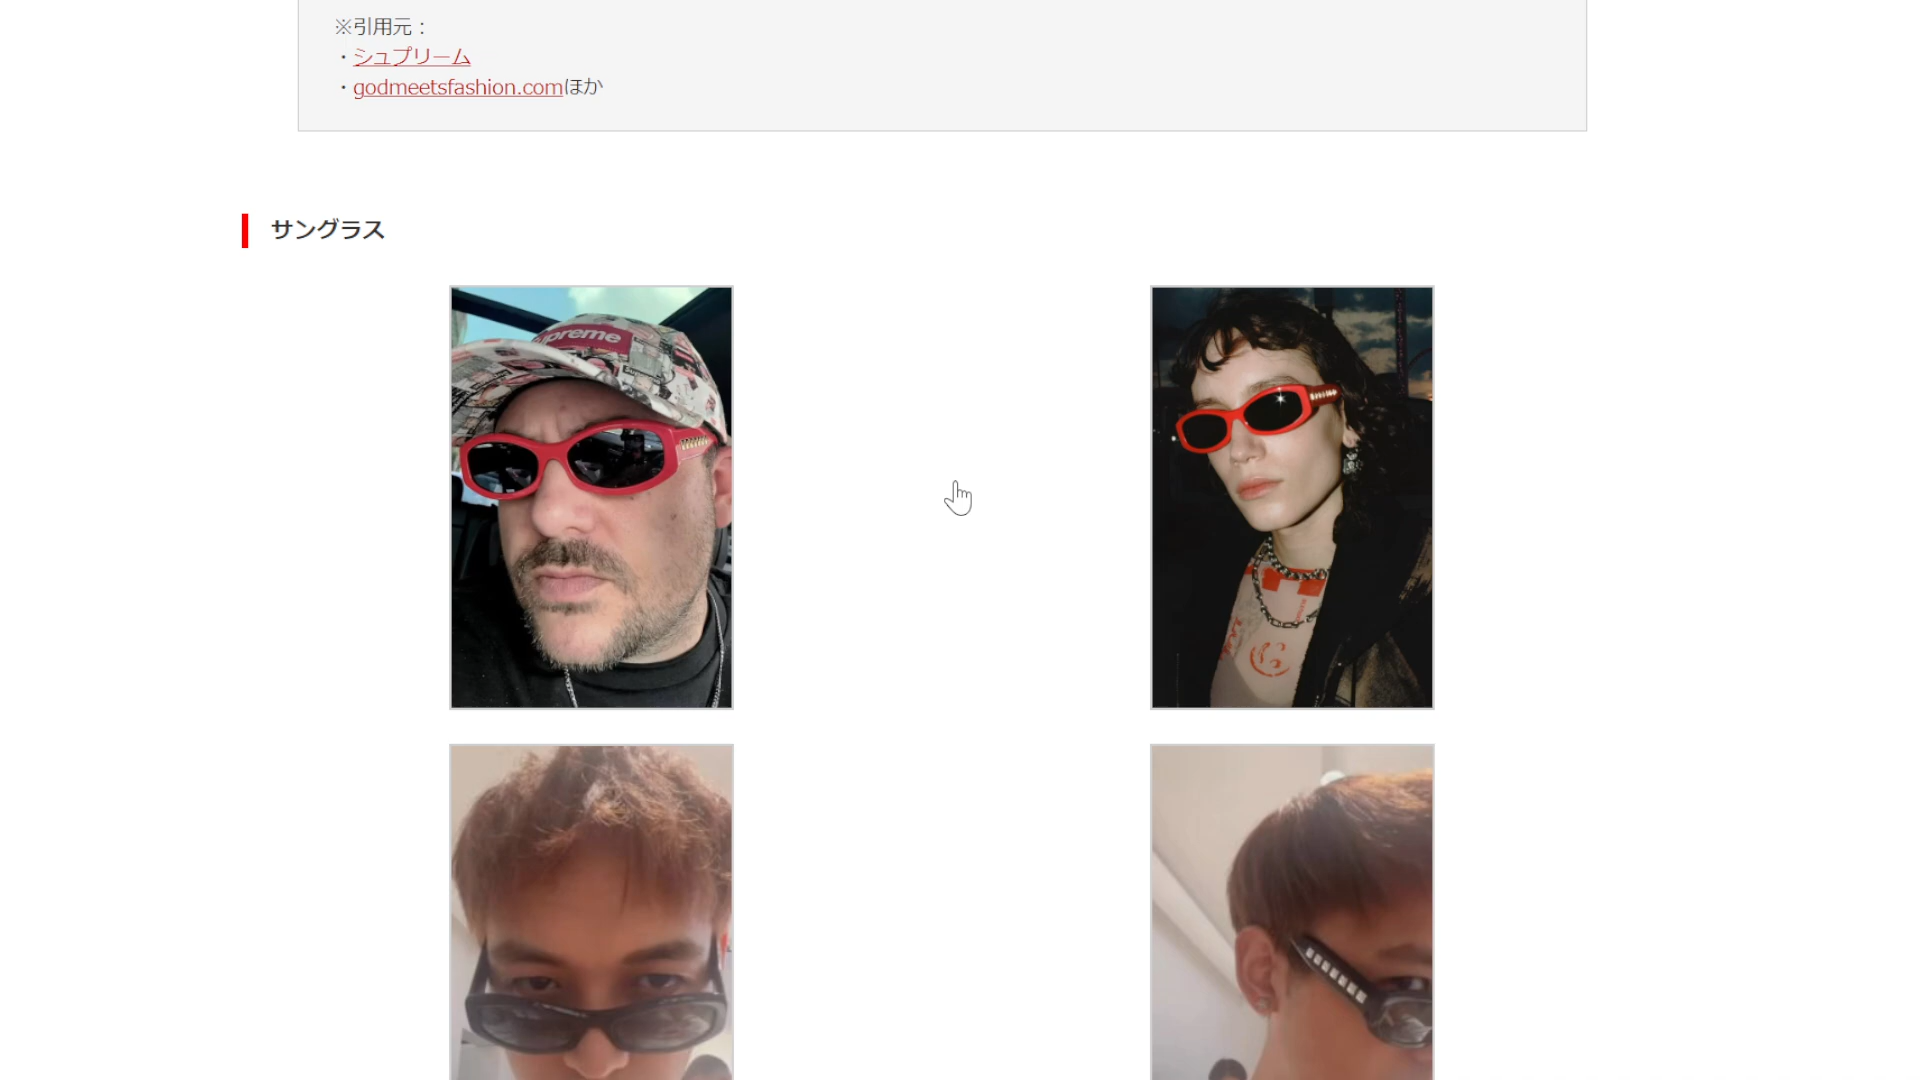 ※引用元：
・シュプリーム
・godmeetsfashion.comほか
サングラス
upreme